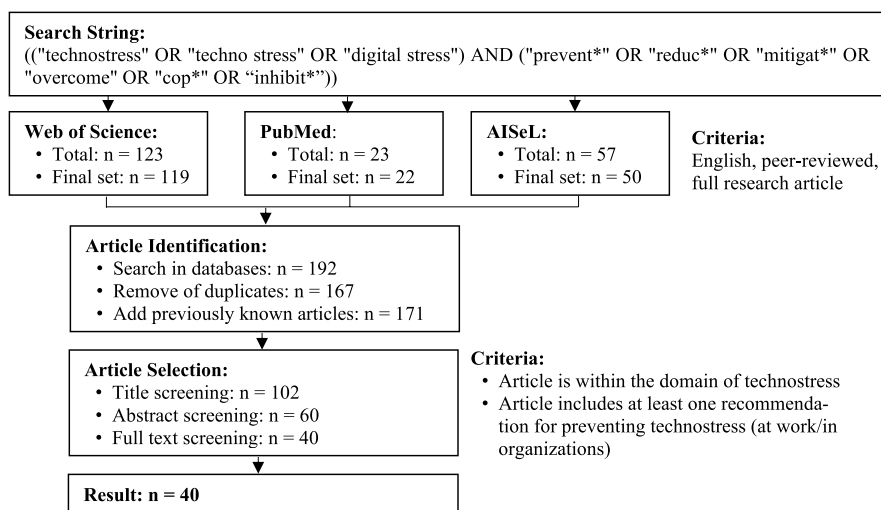 Search String:
(("technostress" OR "techno stress" OR "digital stress") AND ("prevent*" OR "reduc*" OR "mitigat*" OR
"overcome" OR "cop*" OR “inhibit*”))
Web of Science:
• Total: n = 123
• Final set: n = 119
PubMed:
• Total: n = 23
• Final set: n = 22
AISeL:
• Total: n = 57
• Final set: n = 50
Criteria:
English, peer-reviewed,
full research article
Article Identification:
• Search in databases: n = 192
• Remove of duplicates: n = 167
• Add previously known articles: n = 171
Article Selection:
• Title screening: n = 102
• Abstract screening: n = 60
• Full text screening: n = 40
Criteria:
• Article is within the domain of technostress
• Article includes at least one recommenda-
tion for preventing technostress (at work/in
organizations)
Result: n = 40